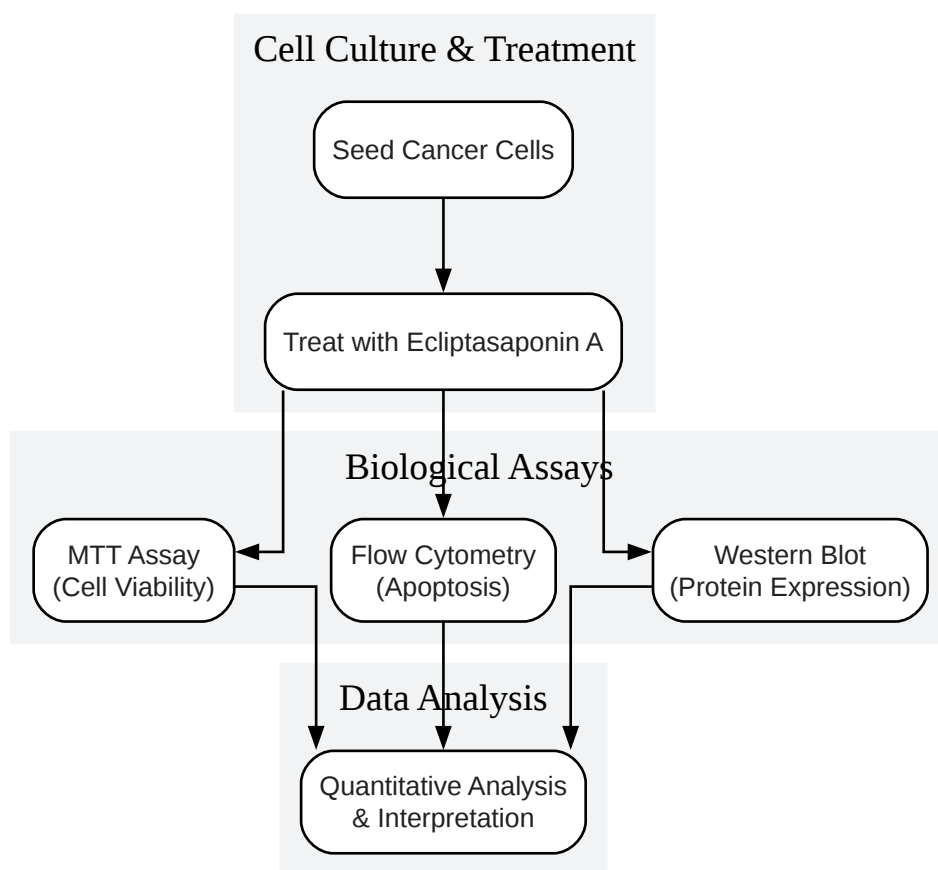 Cell Culture & Treatment
Seed Cancer Cells
Treat with Ecliptasaponin A
Biological Assays
MTT Assay
(Cell Viability)
Flow Cytometry
(Apoptosis)
Western Blot
(Protein Expression)
Data Analysis
Quantitative Analysis
& Interpretation